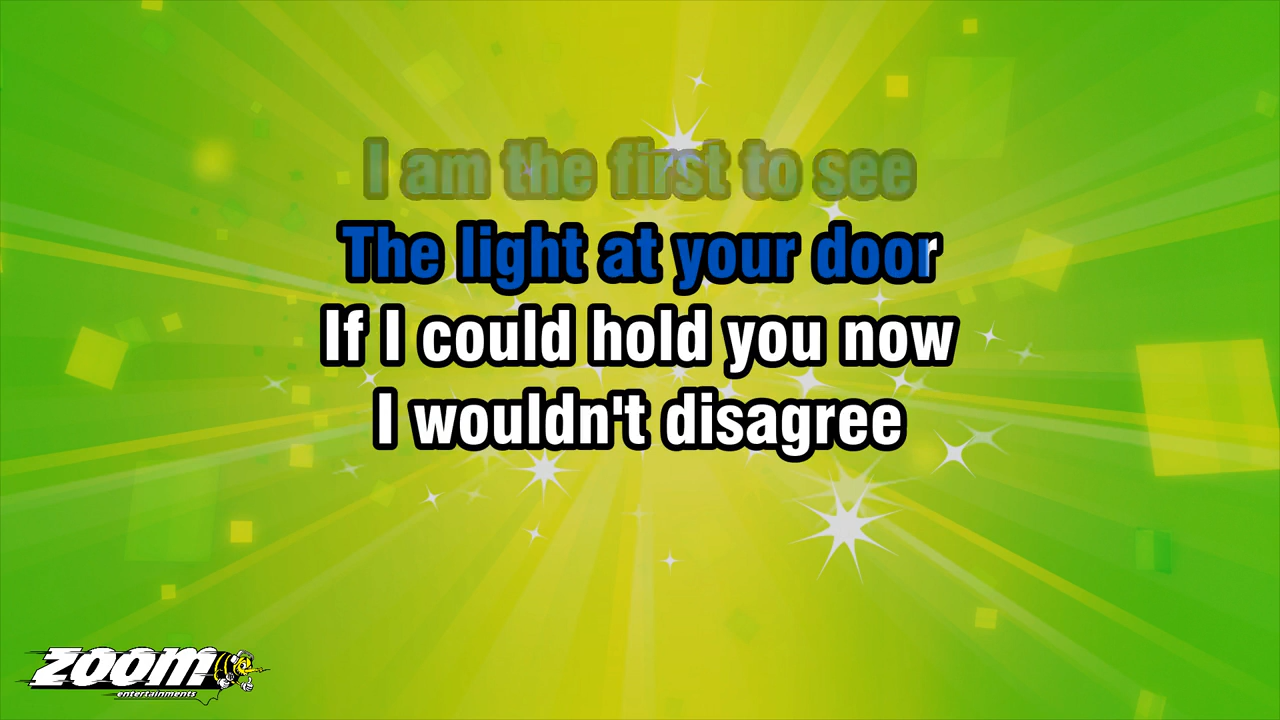 I am the first to see
The light at your door
If I could hold you now
I wouldn't disagree
zoom
entertainments